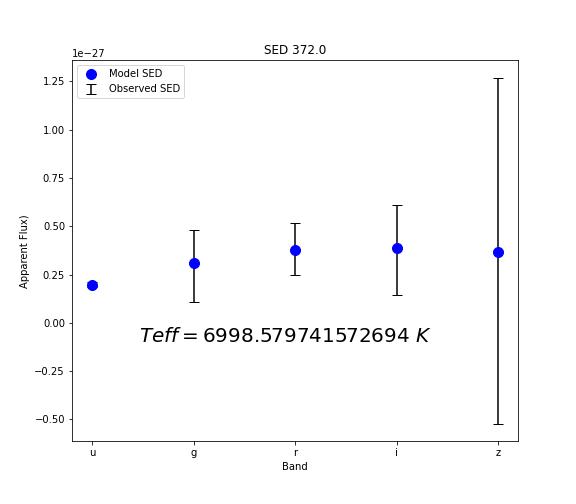 SED 372.0
1e−27
Model SED
Observed SED
1.25
1.00
0.75
0.50
0.25
0.00
−0.25
−0.50
Apparent Flux)
Teff = 6998.579741572694 K
u g r i z
Band